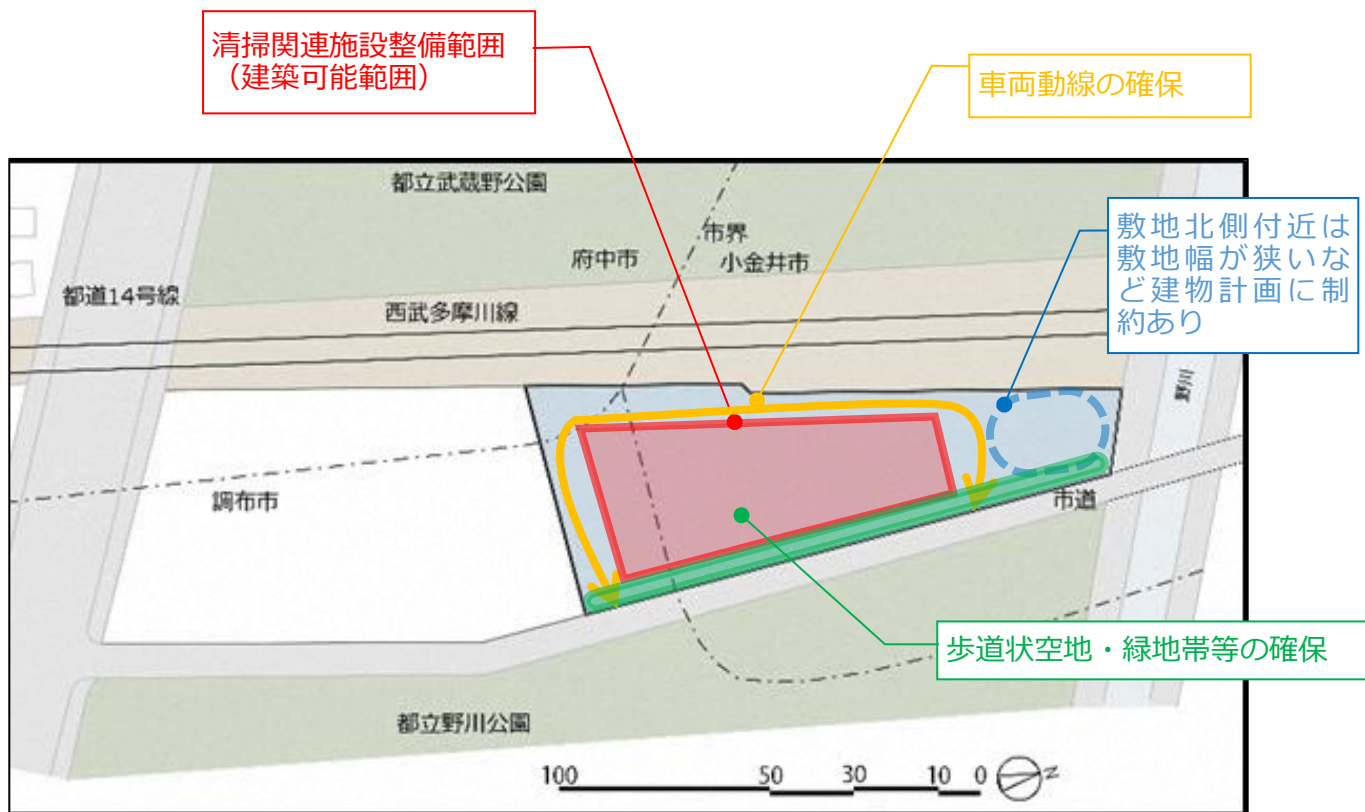 清掃関連施設整備範囲
（建築可能範囲）
車両動線の確保
都立武蔵野公園
敷地北側付近は
敷地幅が狭いな
ど建物計画に制
約あり
市界
府中市
小金井市
都道14号線
西武多摩川線
野川
調布市
市道
歩道状空地・緑地帯等の確保
都立野川公園
100 50 30 10 0 N